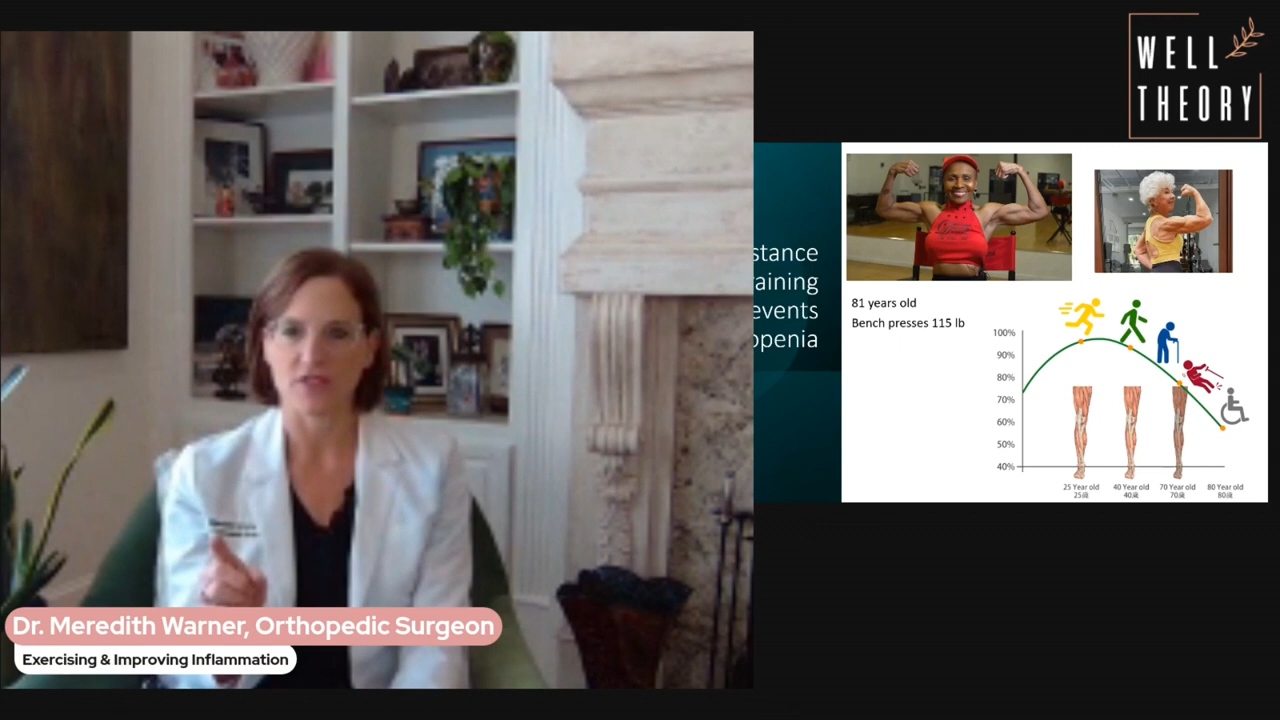 WELL
THEORY
stance
aining
events
openia
81 years old
Bench presses 115 lb
100%
90%
80%
70%
60%
50%
40%
25 Year old
40 Year old
70 Year old
80 Year old
25歳
40歳
70歳
80歳
Dr. Meredith Warner, Orthopedic Surgeon
Exercising & Improving Inflammation